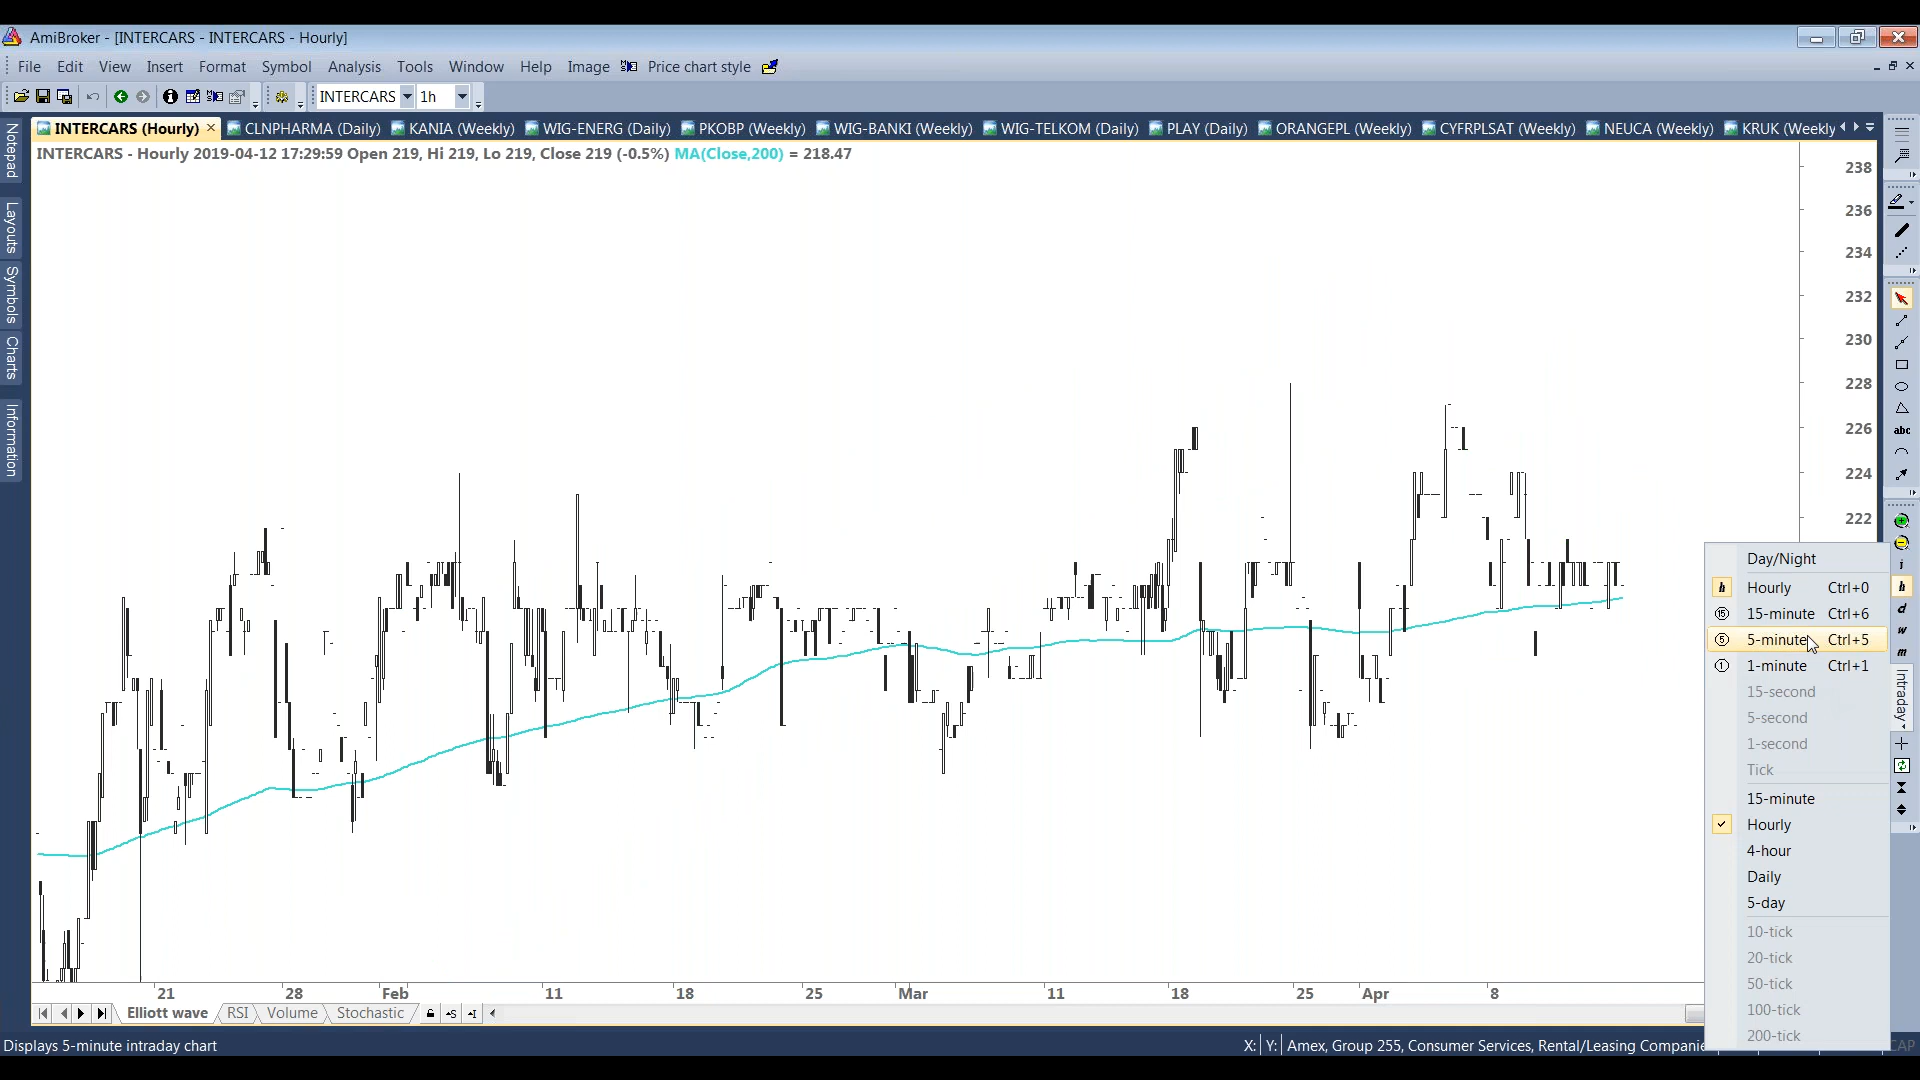 AmiBroker - [INTERCARS - INTERCARS - Hourly]
File Edit View Insert Format Symbol Analysis Tools Window Help Image Price chart style
INTERCARS 1h
INTERCARS (Hourly) CLNPHARMA (Daily) KANIA (Weekly) WIG-ENERG (Daily) PKOBP (Weekly) WIG-BANKI (Weekly) WIG-TELKOM (Daily) PLAY (Daily) ORANGEPL (Weekly) CYFRPLSAT (Weekly) NEUCA (Weekly) KRUK (Weekly
INTERCARS - Hourly 2019-04-12 17:29:59 Open 219, Hi 219, Lo 219, Close 219 (-0.5%) MA(Close,200) = 218.47
Notepad
Layouts
Symbols
Charts
Information
238
236
234
232
230
228
226
224
222
abc
i
h
d
w
m
Intraday
Day/Night
h Hourly Ctrl+0
15 15-minute Ctrl+6
5 5-minute Ctrl+5
1 1-minute Ctrl+1
15-second
5-second
1-second
Tick
15-minute
Hourly
4-hour
Daily
5-day
10-tick
20-tick
50-tick
100-tick
200-tick
21 28 Feb 11 18 25 Mar 11 18 25 Apr 8
Elliott wave RSI Volume Stochastic
Displays 5-minute intraday chart
X: Y: Amex, Group 255, Consumer Services, Rental/Leasing Companie
CAP